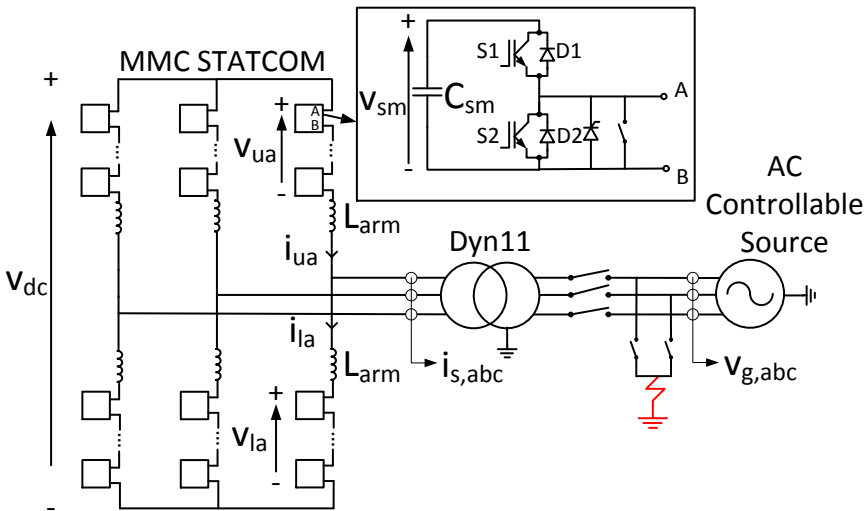 MMC STATCOM
+
-
v_dc
+
-
v_ua
A
B
+
-
v_sm
C_sm
S1
D1
S2
D2
A
B
L_arm
i_ua
i_la
L_arm
+
-
v_la
Dyn11
i_s,abc
AC
Controllable
Source
v_g,abc